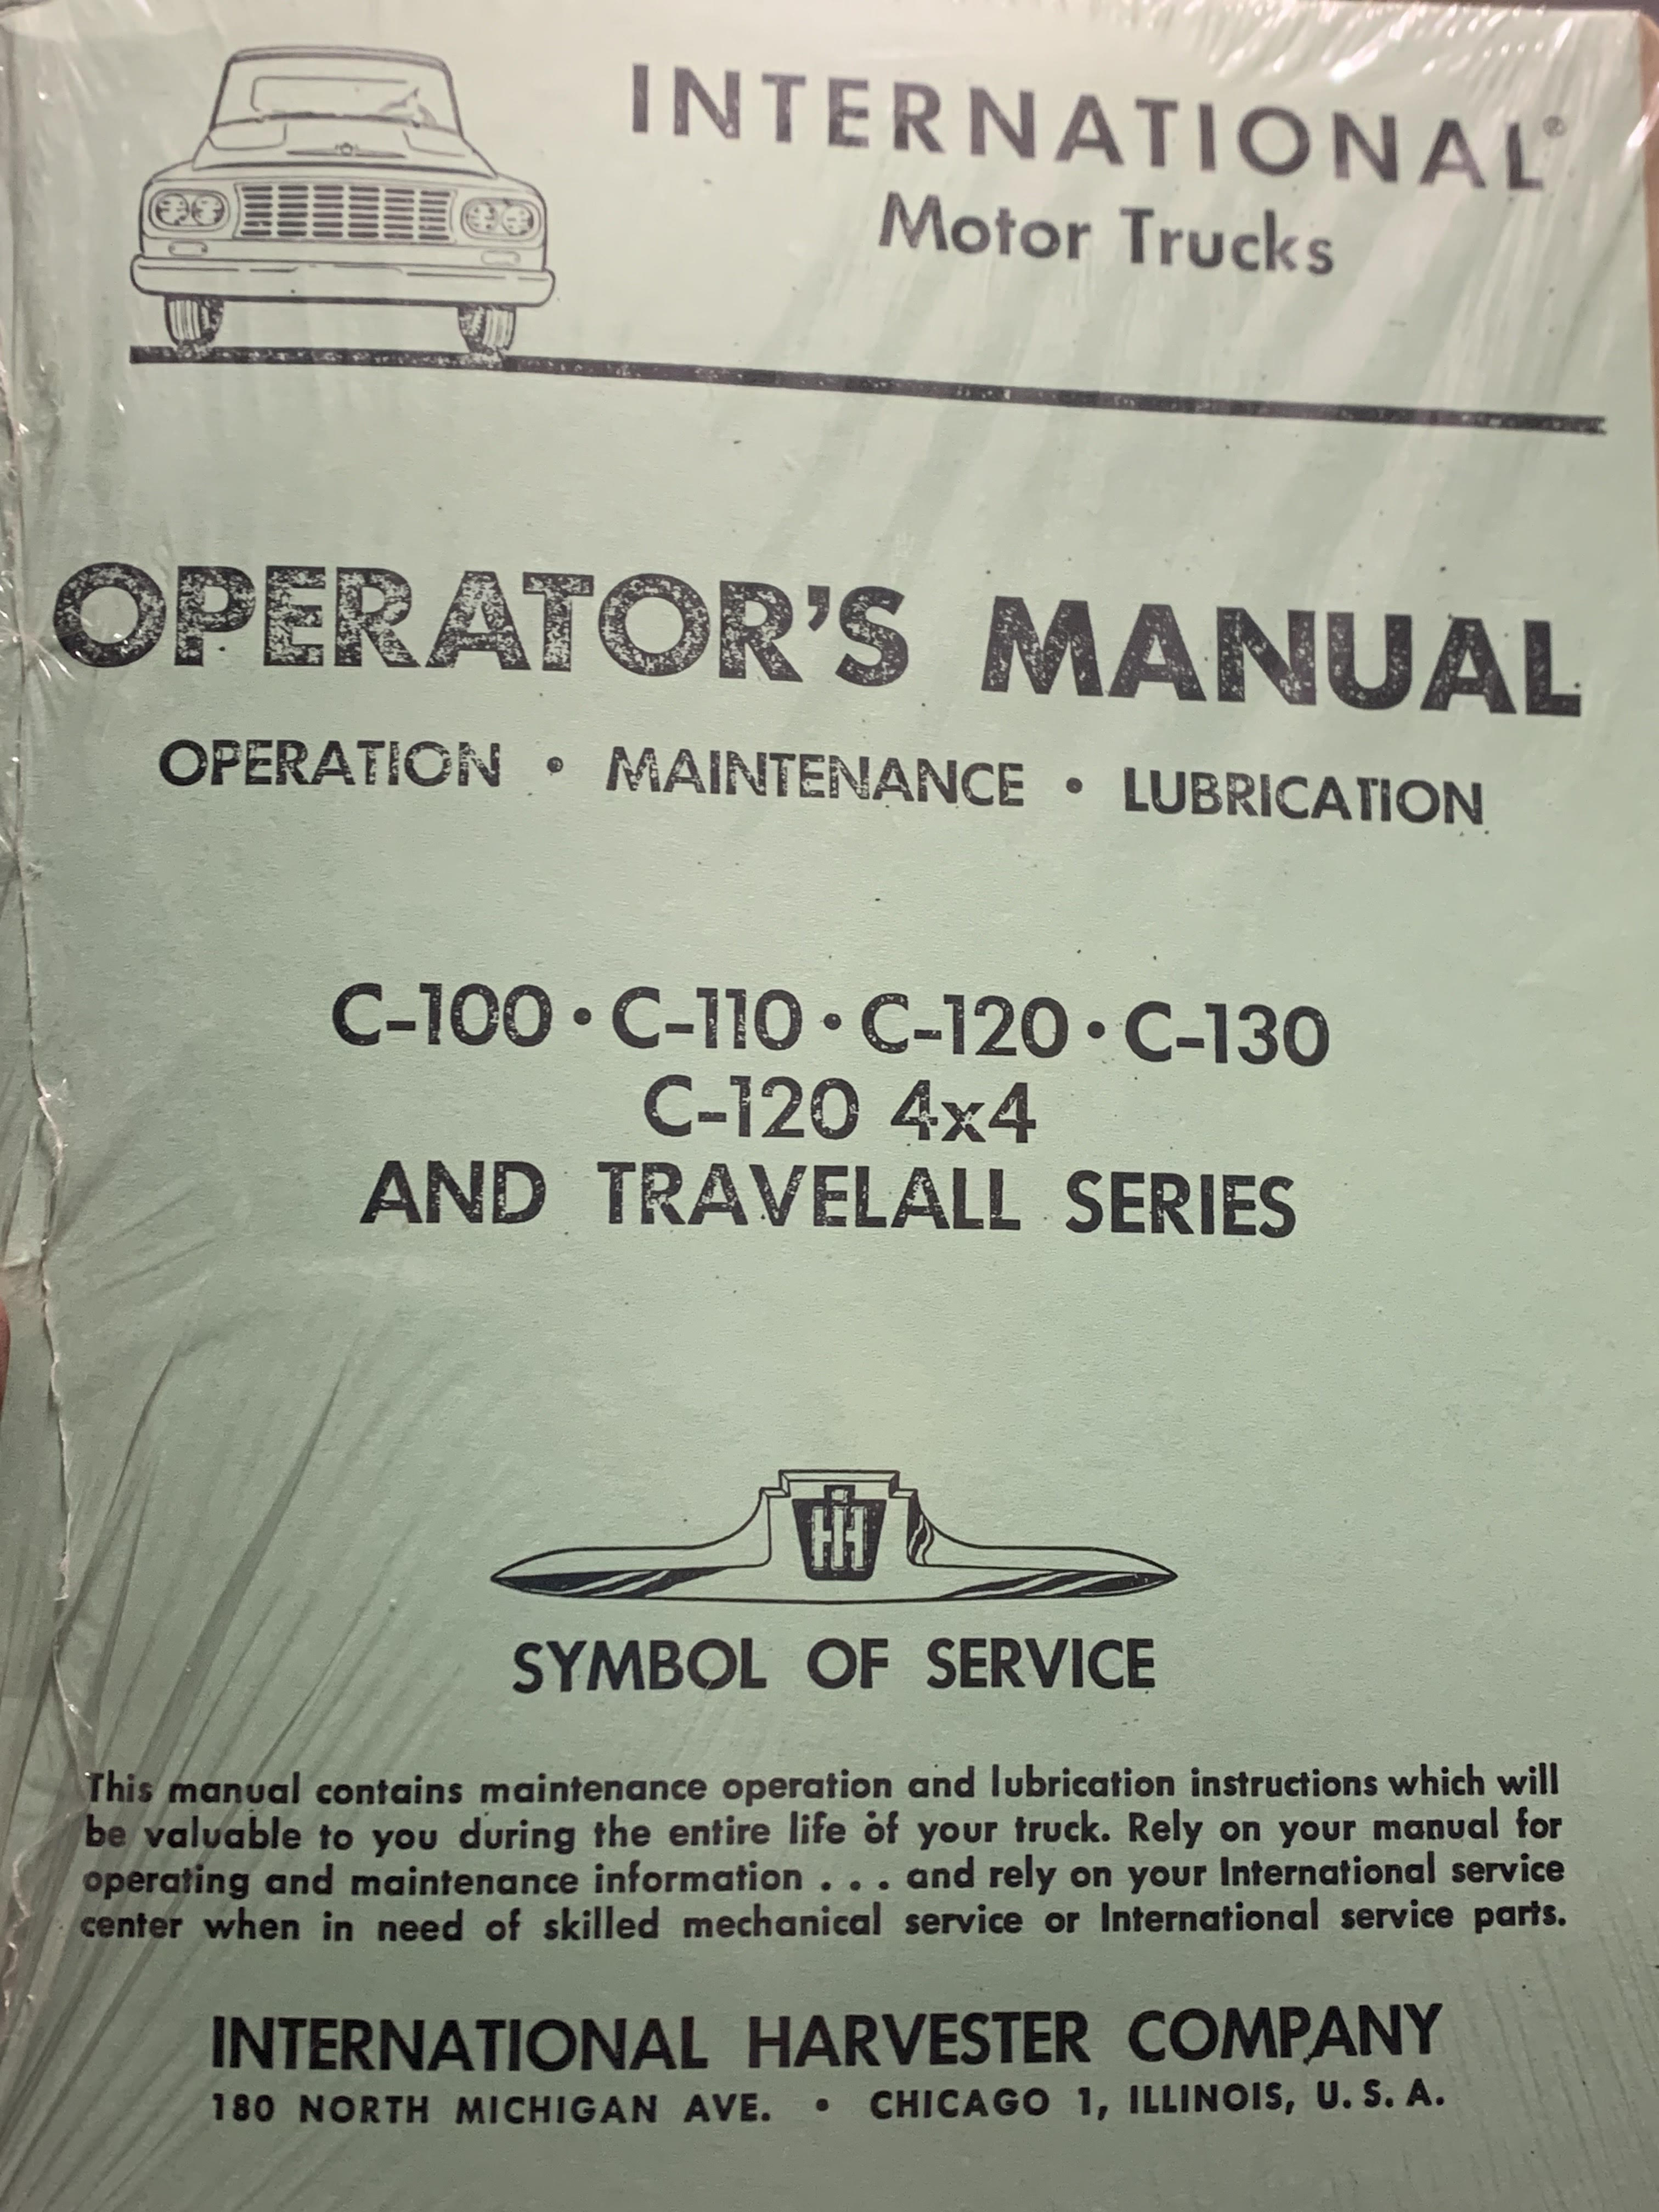 INTERNATIONAL®
Motor Trucks
OPERATOR'S MANUAL
OPERATION • MAINTENANCE • LUBRICATION
C-100 • C-110 • C-120 • C-130
C-120 4x4
AND TRAVELALL SERIES
IH
SYMBOL OF SERVICE
This manual contains maintenance operation and lubrication instructions which will
be valuable to you during the entire life of your truck. Rely on your manual for
operating and maintenance information . . . and rely on your International service
center when in need of skilled mechanical service or International service parts.
INTERNATIONAL HARVESTER COMPANY
180 NORTH MICHIGAN AVE. • CHICAGO 1, ILLINOIS, U. S. A.